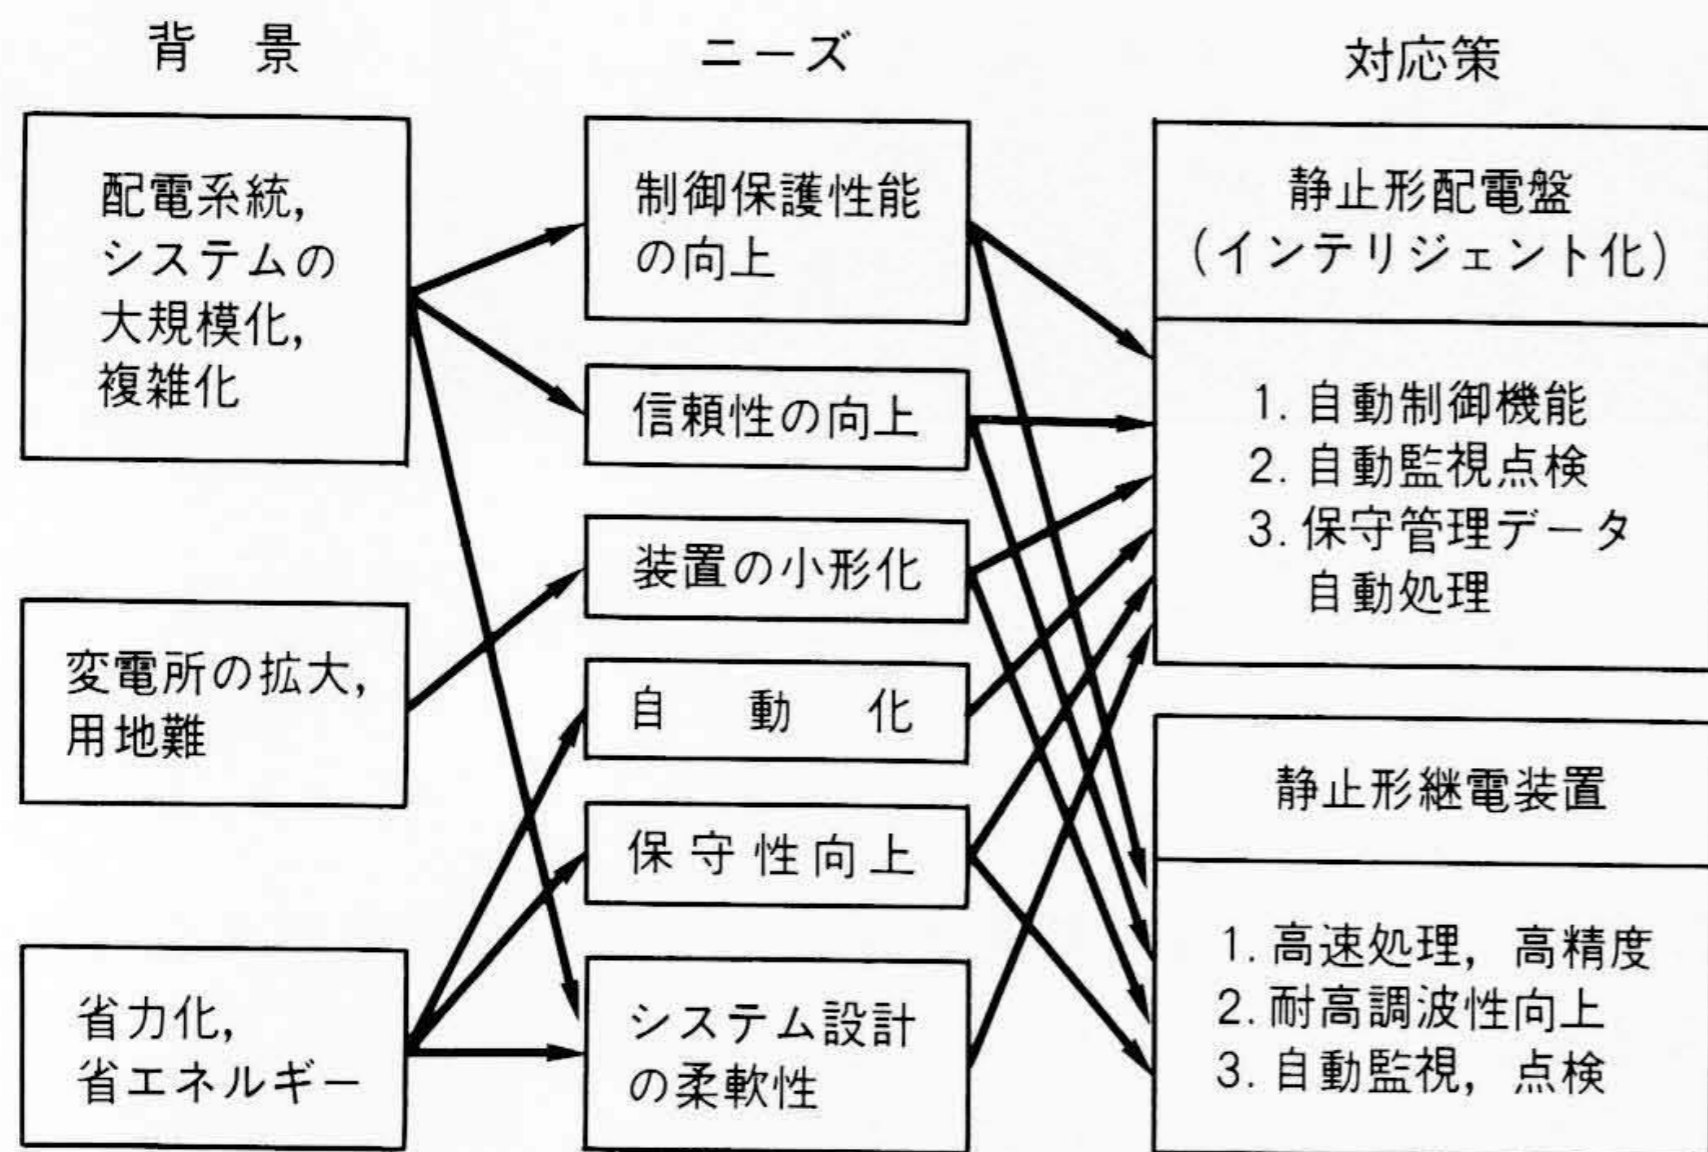 背 景
配電系統,
システムの
大規模化,
複雑化
変電所の拡大,
用地難
省力化,
省エネルギー
ニーズ
制御保護性能
の向上
信頼性の向上
装置の小形化
自 動 化
保守性向上
システム設計
の柔軟性
対応策
静止形配電盤
(インテリジェント化)
1. 自動制御機能
2. 自動監視点検
3. 保守管理データ
自動処理
静止形継電装置
1. 高速処理, 高精度
2. 耐高調波性向上
3. 自動監視, 点検